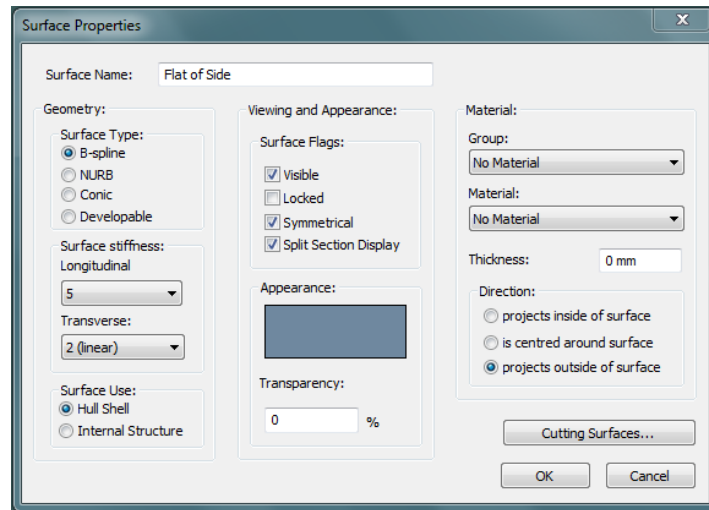 Surface Properties
X
Surface Name: Flat of Side
Geometry:
Surface Type:
B-spline
NURB
Conic
Developable
Surface stiffness:
Longitudinal
5
Transverse:
2 (linear)
Surface Use:
Hull Shell
Internal Structure
Viewing and Appearance:
Surface Flags:
Visible
Locked
Symmetrical
Split Section Display
Appearance:
Transparency:
0 %
Material:
Group:
No Material
Material:
No Material
Thickness: 0 mm
Direction:
projects inside of surface
is centred around surface
projects outside of surface
Cutting Surfaces...
OK Cancel